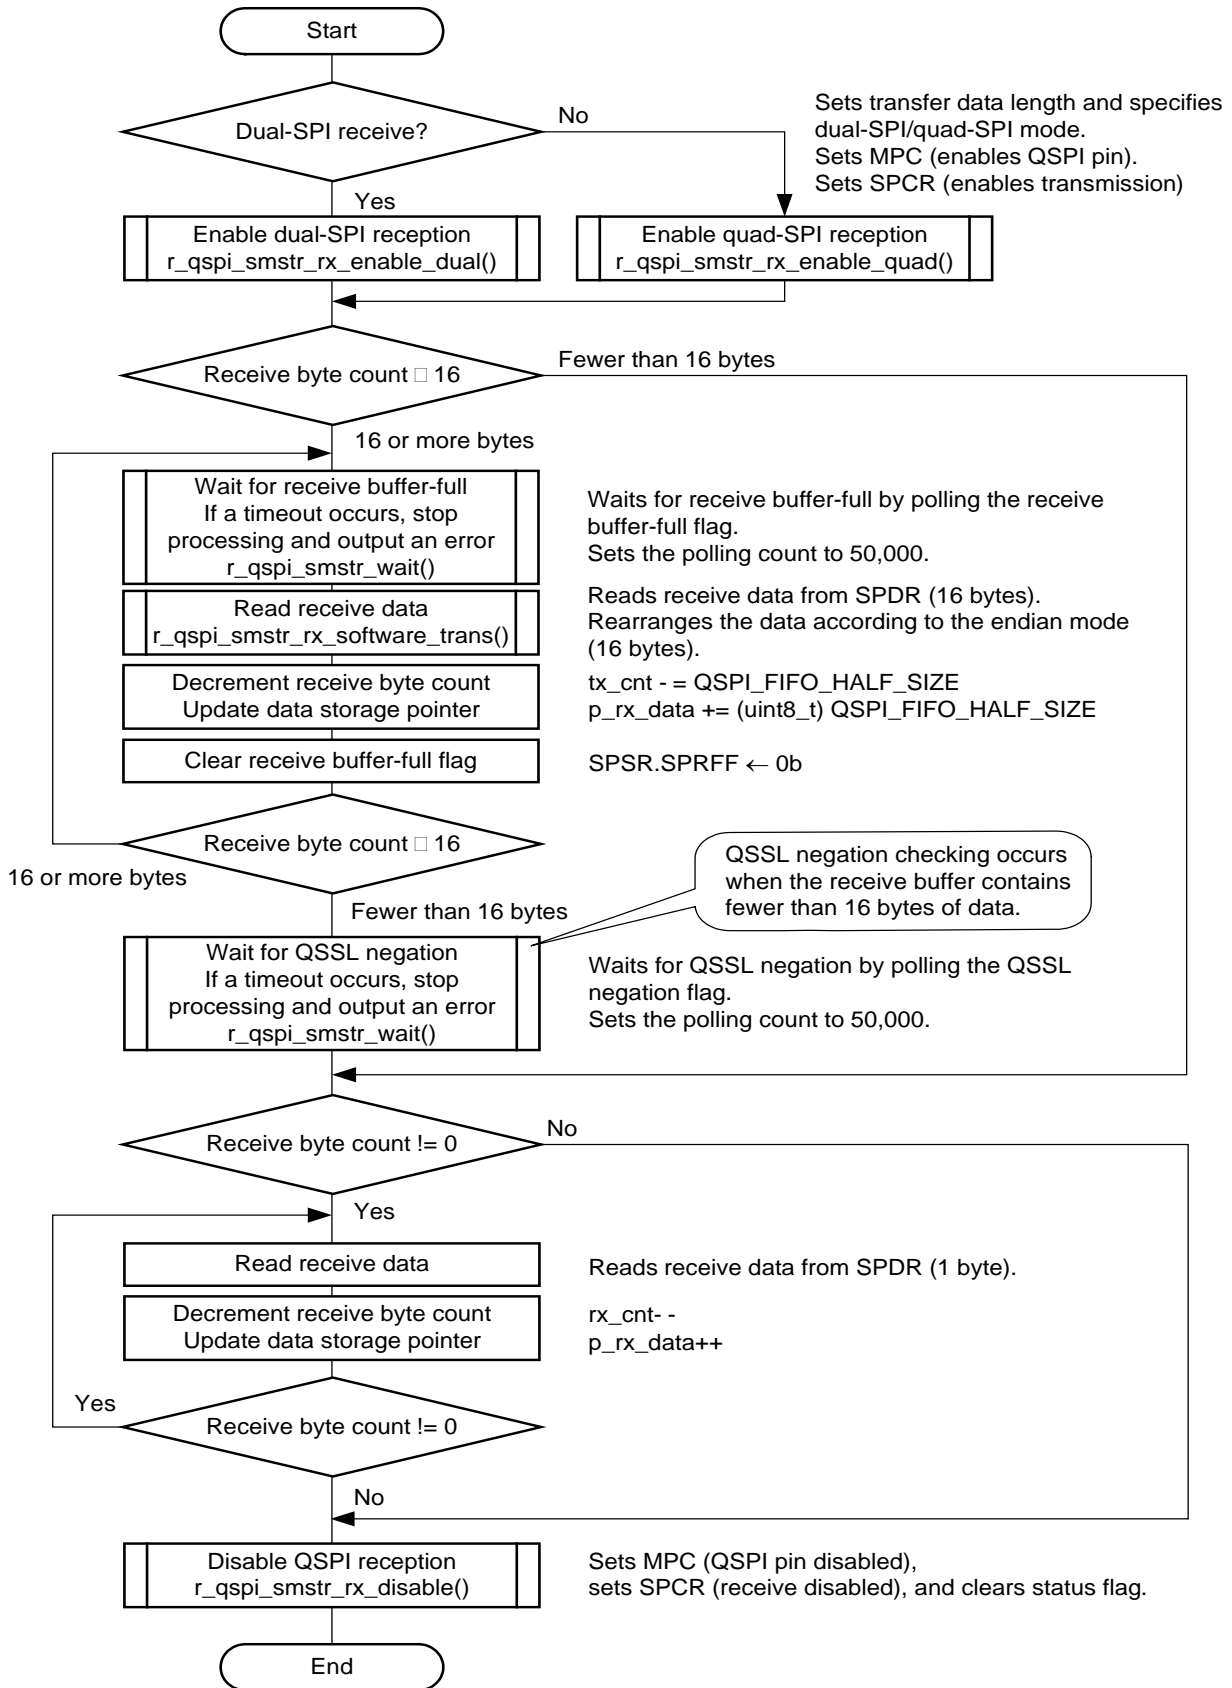 Start
Dual-SPI receive?
No
Sets transfer data length and specifies
dual-SPI/quad-SPI mode.
Sets MPC (enables QSPI pin).
Sets SPCR (enables transmission)
Yes
Enable dual-SPI reception
r_qspi_smstr_rx_enable_dual()
Enable quad-SPI reception
r_qspi_smstr_rx_enable_quad()
Receive byte count □ 16
Fewer than 16 bytes
16 or more bytes
Wait for receive buffer-full
If a timeout occurs, stop
processing and output an error
r_qspi_smstr_wait()
Waits for receive buffer-full by polling the receive
buffer-full flag.
Sets the polling count to 50,000.
Read receive data
r_qspi_smstr_rx_software_trans()
Reads receive data from SPDR (16 bytes).
Rearranges the data according to the endian mode
(16 bytes).
Decrement receive byte count
Update data storage pointer
tx_cnt - = QSPI_FIFO_HALF_SIZE
p_rx_data += (uint8_t) QSPI_FIFO_HALF_SIZE
Clear receive buffer-full flag
SPSR.SPRFF ← 0b
Receive byte count □ 16
16 or more bytes
QSSL negation checking occurs
when the receive buffer contains
fewer than 16 bytes of data.
Fewer than 16 bytes
Wait for QSSL negation
If a timeout occurs, stop
processing and output an error
r_qspi_smstr_wait()
Waits for QSSL negation by polling the QSSL
negation flag.
Sets the polling count to 50,000.
Receive byte count != 0
No
Yes
Read receive data
Reads receive data from SPDR (1 byte).
Decrement receive byte count
Update data storage pointer
rx_cnt- -
p_rx_data++
Yes
Receive byte count != 0
No
Disable QSPI reception
r_qspi_smstr_rx_disable()
Sets MPC (QSPI pin disabled),
sets SPCR (receive disabled), and clears status flag.
End